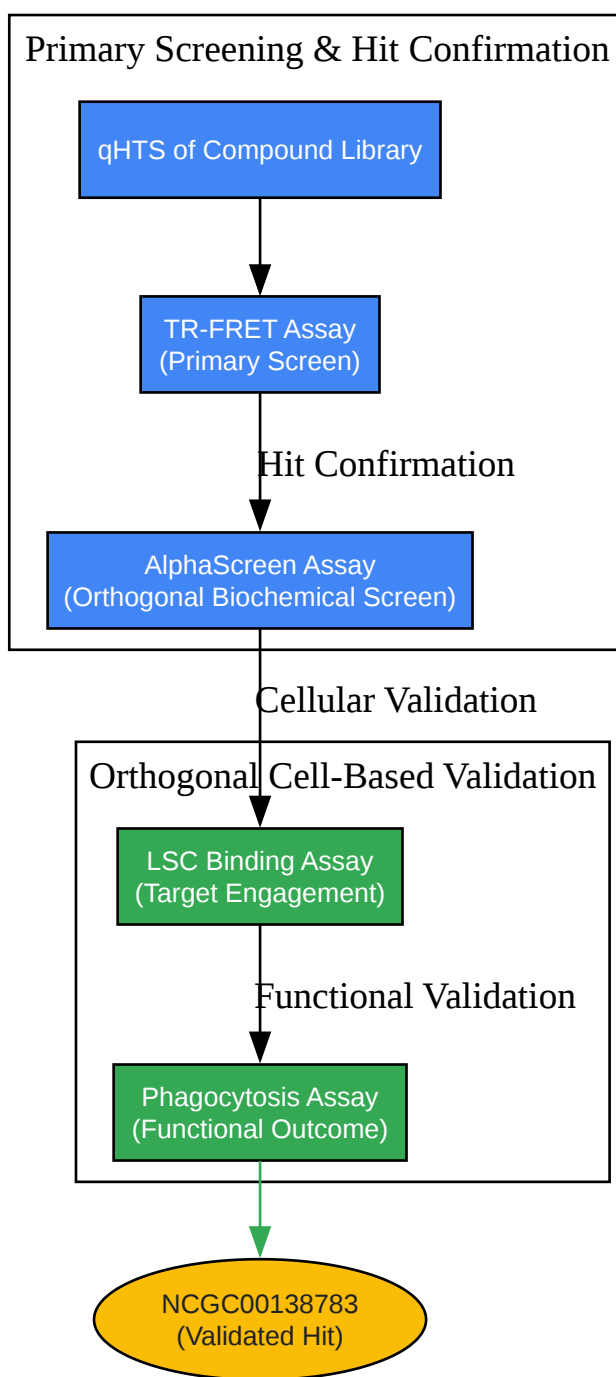 Primary Screening & Hit Confirmation
qHTS of Compound Library
TR-FRET Assay
(Primary Screen)
Hit Confirmation
AlphaScreen Assay
(Orthogonal Biochemical Screen)
Cellular Validation
Orthogonal Cell-Based Validation
LSC Binding Assay
(Target Engagement)
Functional Validation
Phagocytosis Assay
(Functional Outcome)
NCGC00138783
(Validated Hit)